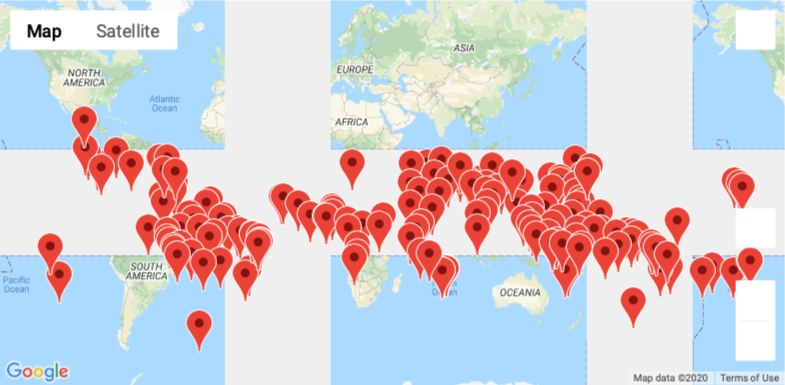 Map Satellite
NORTH
AMERICA
Atlantic
Ocean
EUROPE
ASIA
AFRICA
Pacific
Ocean
SOUTH
AMERICA
Ocean
OCEANIA
Google
Map data ©2020 Terms of Use